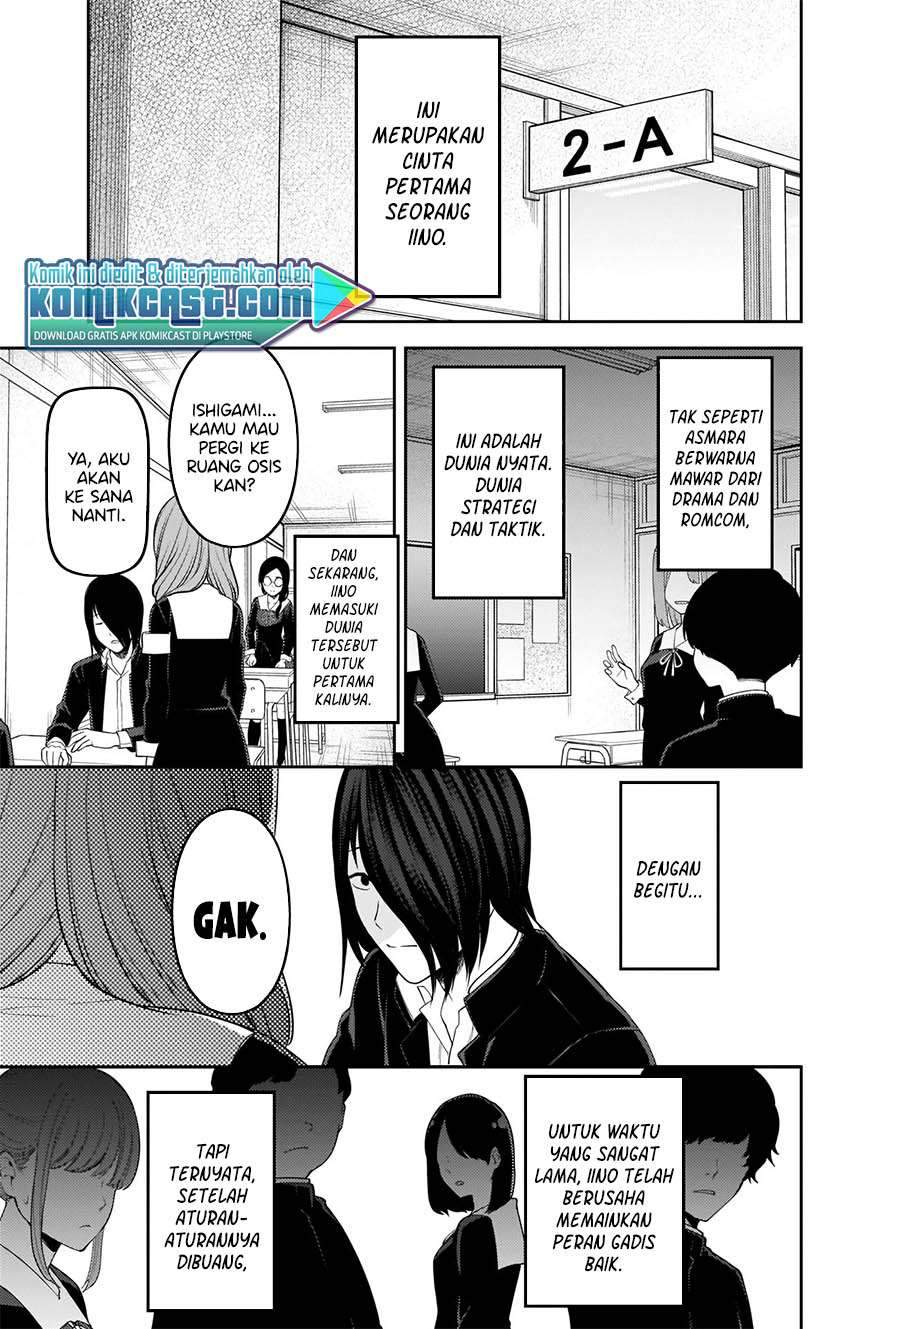 INI
MERUPAKAN
CINTA
PERTAMA
SEORANG
IINO.
2-A
Komik ini diedit & diterjemahkan oleh
KOMIKCAST.COM
DOWNLOAD GRATIS APK KOMIKCAST DI PLAYSTORE
TAK SEPERTI
ASMARA
BERWARNA
MAWAR DARI
DRAMA DAN
ROMCOM,
INI ADALAH
DUNIA NYATA.
DUNIA
STRATEGI
DAN TAKTIK.
ISHIGAMI...
KAMU MAU
PERGI KE
RUANG OSIS
KAN?
DAN
SEKARANG,
IINO
MEMASUKI
DUNIA
TERSEBUT
UNTUK
PERTAMA
KALINYA.
YA, AKU
AKAN
KE SANA
NANTI.
DENGAN
BEGITU...
GAK.
UNTUK WAKTU
YANG SANGAT
LAMA, IINO TELAH
BERUSAHA
MEMAINKAN
PERAN GADIS
BAIK.
TAPI
TERNYATA,
SETELAH
ATURAN-
ATURANNYA
DIBUANG,